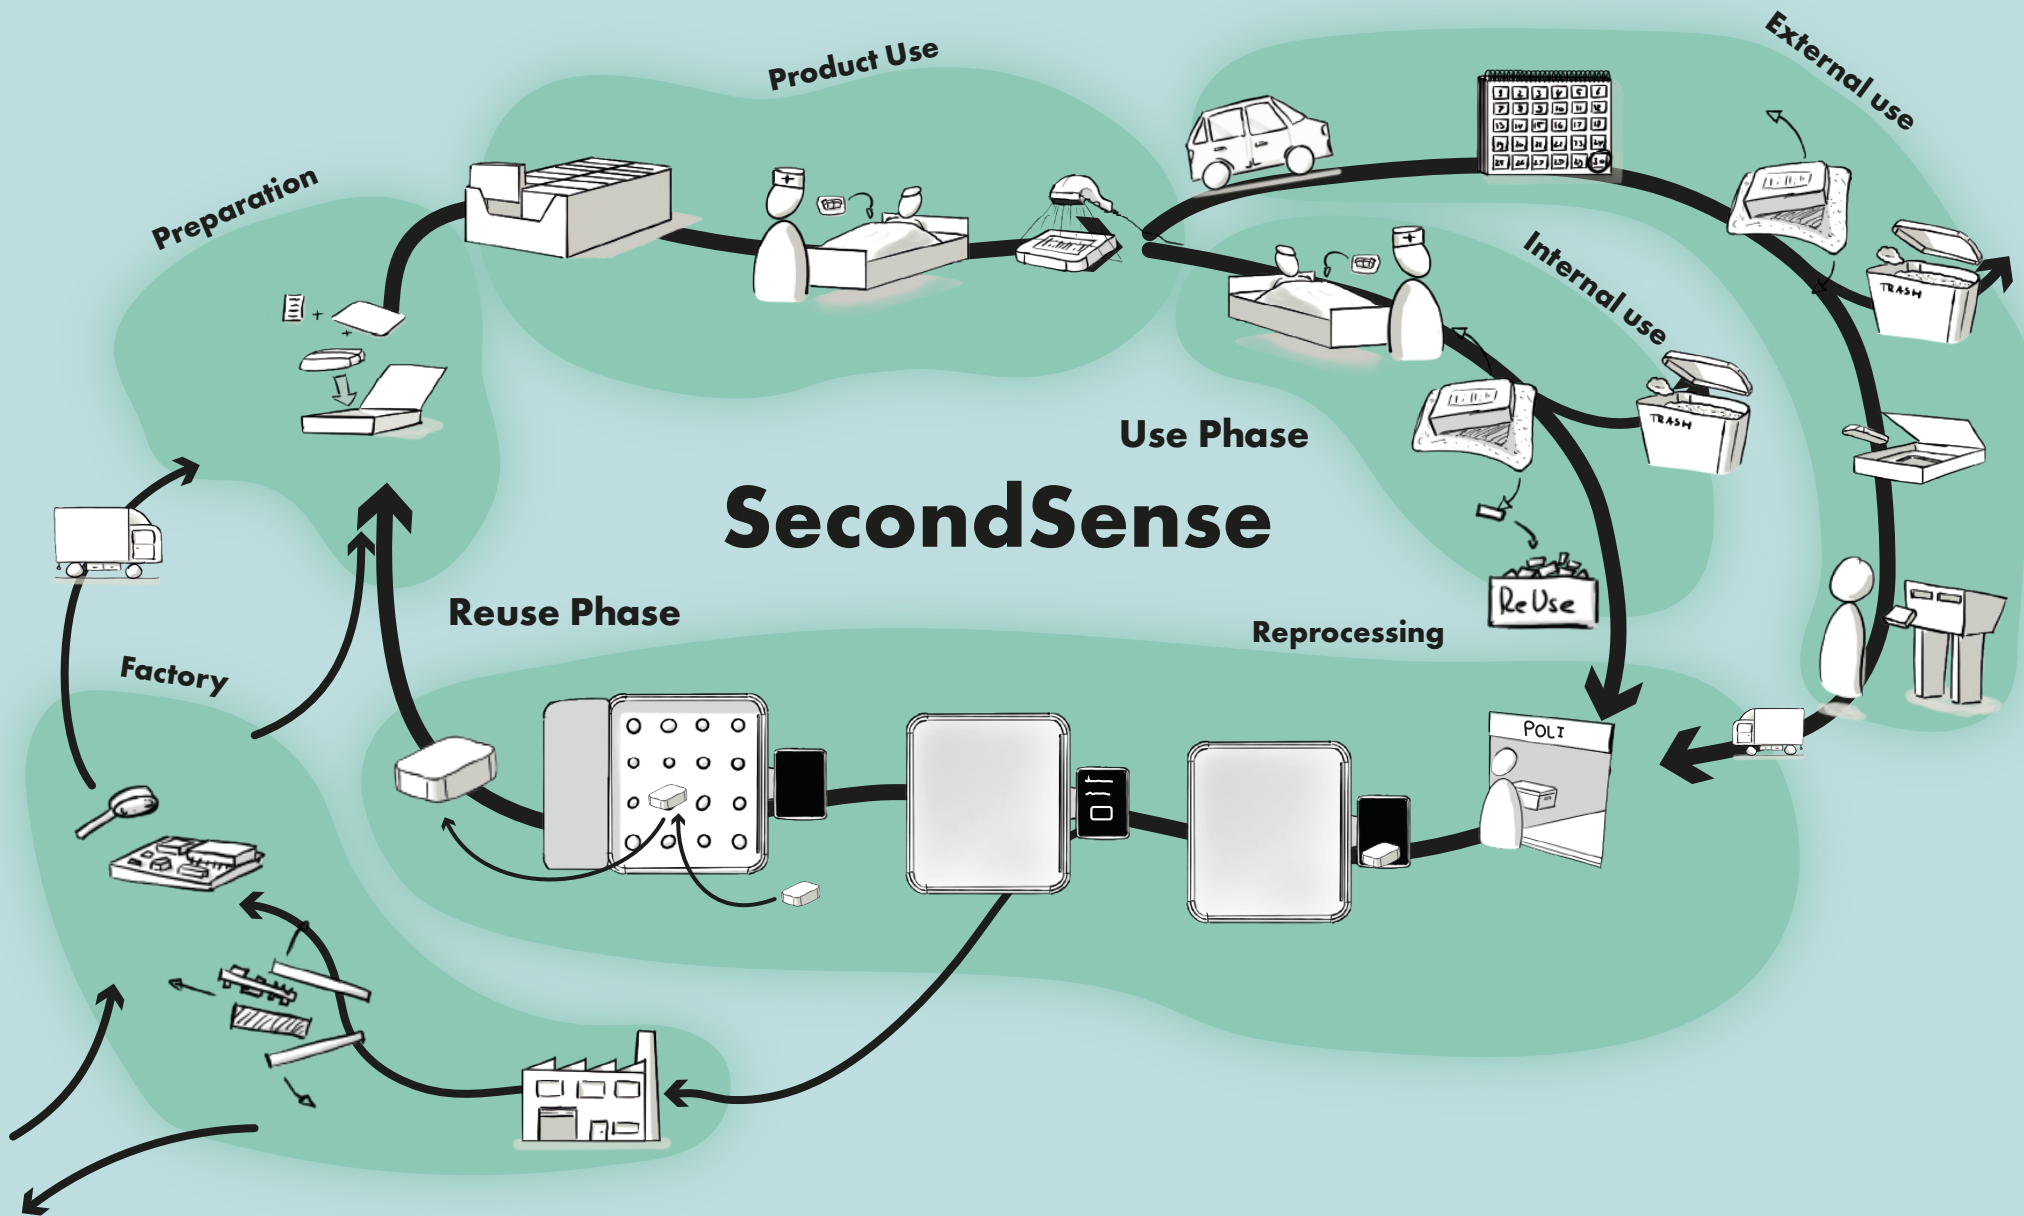 External use
Product Use
Preparation
TRASH
Internal use
TRASH
Use Phase
SecondSense
ReUse
Reuse Phase
Reprocessing
Factory
POLI